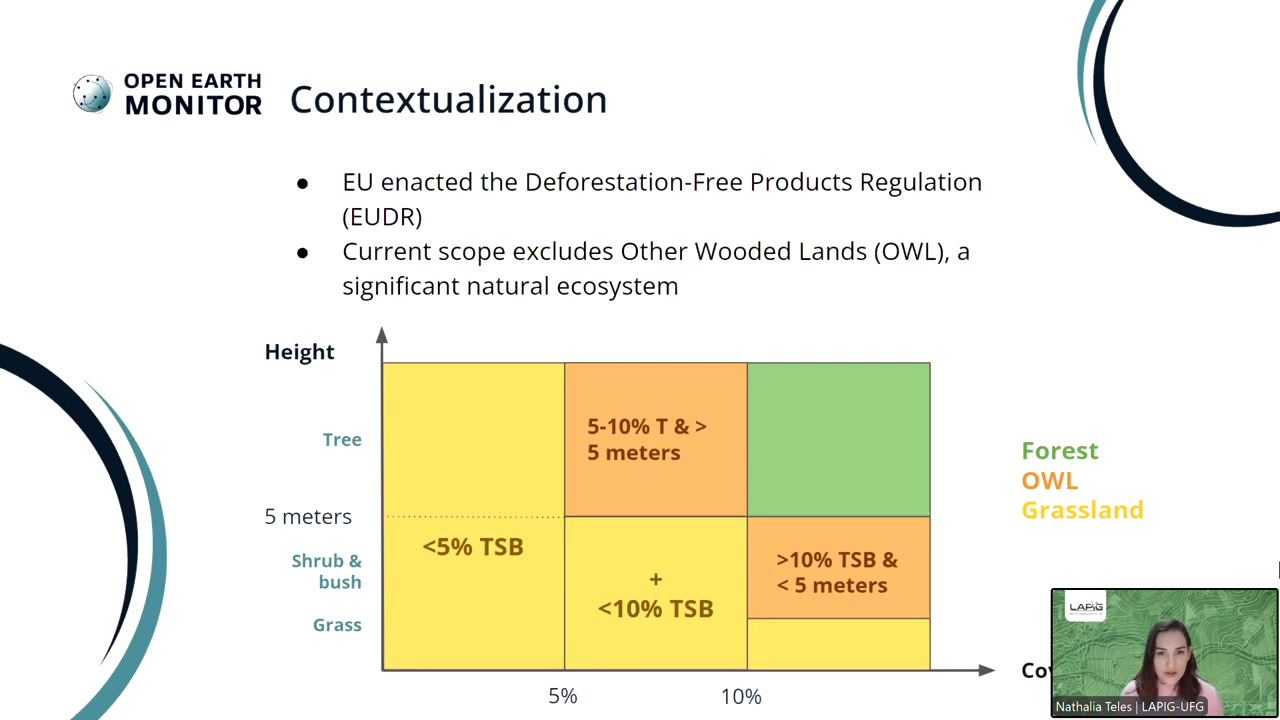 OPEN EARTH
MONITOR
Contextualization
● EU enacted the Deforestation-Free Products Regulation
(EUDR)
● Current scope excludes Other Wooded Lands (OWL), a
significant natural ecosystem
Height
Tree
5 meters
Shrub &
bush
Grass
5-10% T & >
5 meters
<5% TSB
+
<10% TSB
>10% TSB &
< 5 meters
5%
10%
Forest
OWL
Grassland
LAPIG
Nathalia Teles | LAPIG-UFG